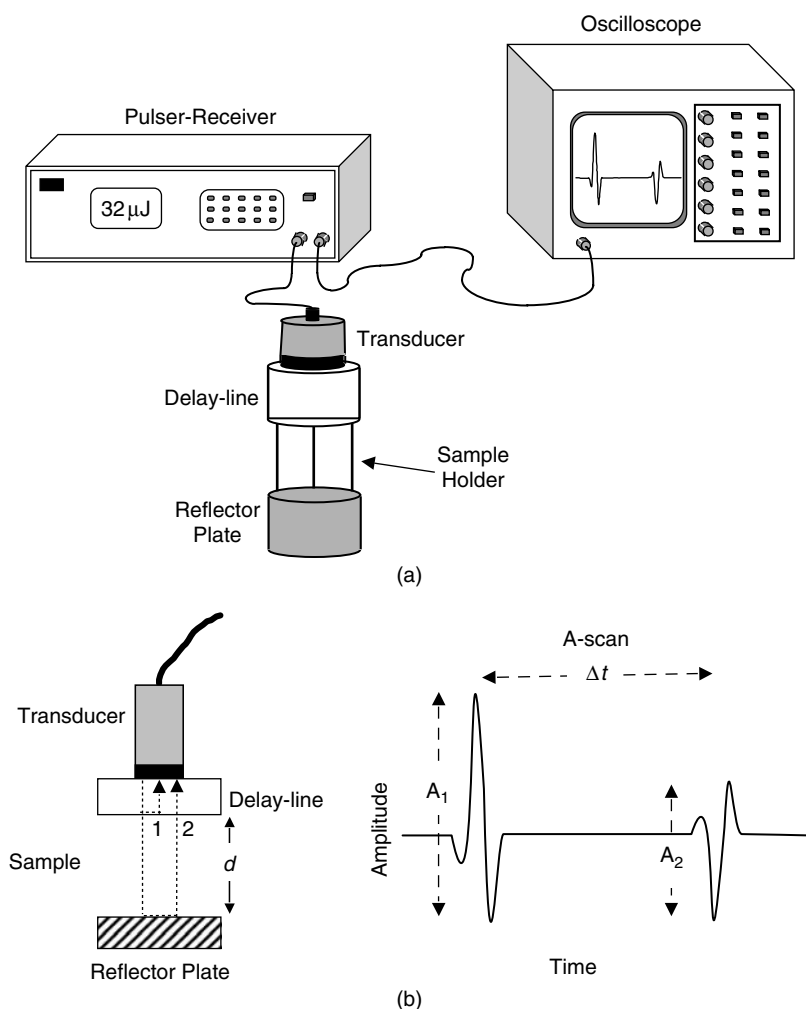 Oscilloscope
Pulser-Receiver
32 μJ
Transducer
Delay-line
Sample
Holder
Reflector
Plate
(a)
A-scan
Δt
Transducer
A₁
Delay-line
1 2
Amplitude
A₂
Sample
d
Reflector Plate
Time
(b)